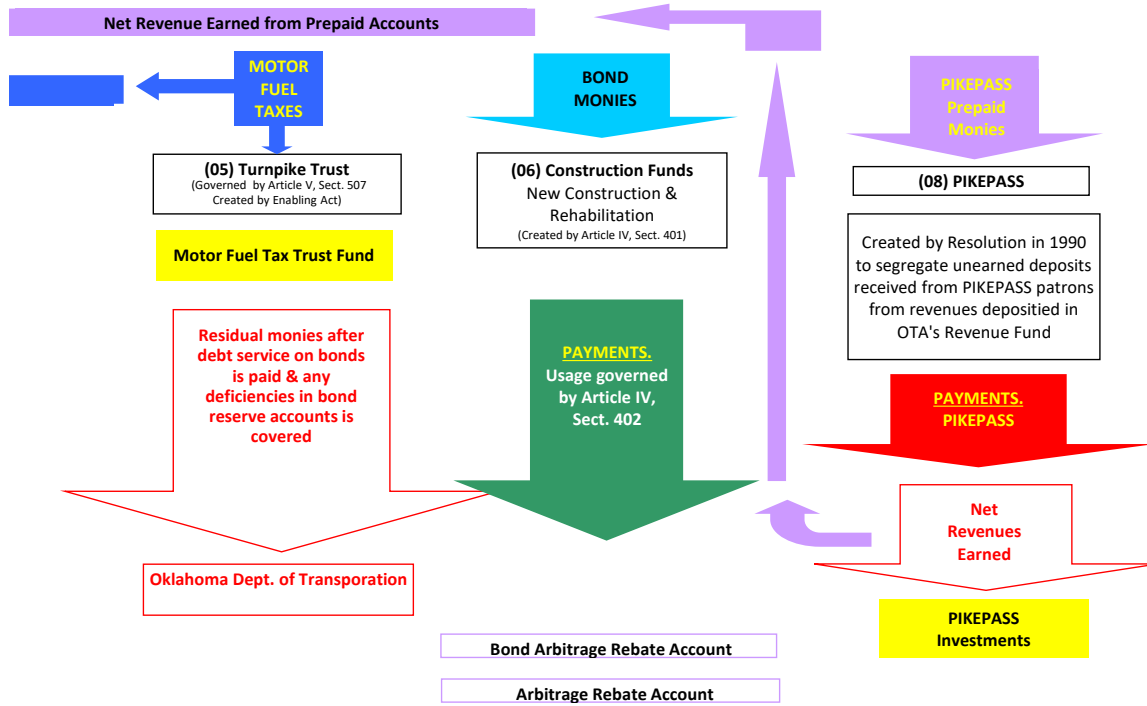 Net Revenue Earned from Prepaid Accounts
MOTOR
FUEL
TAXES
(05) Turnpike Trust
(Governed by Article V, Sect. 507
Created by Enabling Act)
Motor Fuel Tax Trust Fund
Residual monies after
debt service on bonds
is paid & any
deficiencies in bond
reserve accounts is
covered
Oklahoma Dept. of Transporation
BOND
MONIES
(06) Construction Funds
New Construction &
Rehabilitation
(Created by Article IV, Sect. 401)
PAYMENTS.
Usage governed
by Article IV,
Sect. 402
Bond Arbitrage Rebate Account
Arbitrage Rebate Account
PIKEPASS
Prepaid
Monies
(08) PIKEPASS
Created by Resolution in 1990
to segregate unearned deposits
received from PIKEPASS patrons
from revenues depositied in
OTA's Revenue Fund
PAYMENTS.
PIKEPASS
Net
Revenues
Earned
PIKEPASS
Investments